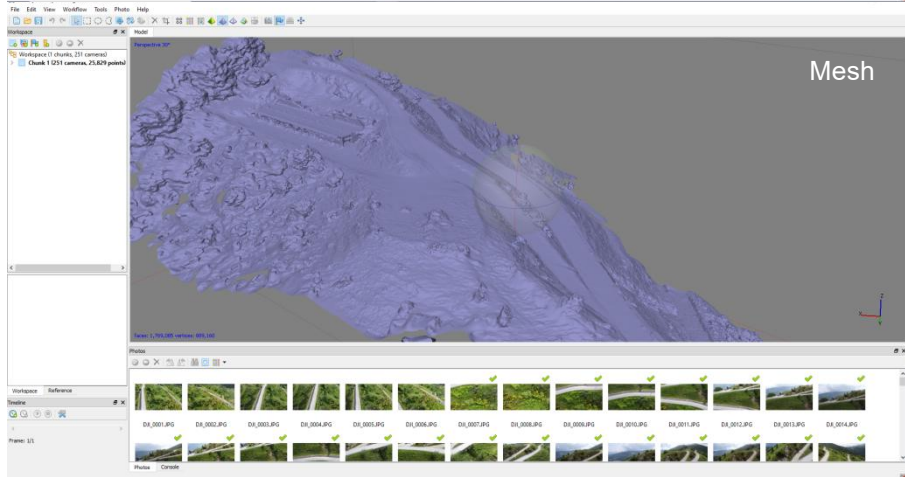 File Edit View Workflow Tools Photo Help
Workspace
Model
Workspace (1 chunks, 251 cameras)
Chunk 1 (251 cameras, 25,829 points)
Perspective 30°
Mesh
Z
X
Y
Photos
DJI_0001.JPG DJI_0002.JPG DJI_0003.JPG DJI_0004.JPG DJI_0005.JPG DJI_0006.JPG DJI_0007.JPG DJI_0008.JPG DJI_0009.JPG DJI_0010.JPG DJI_0011.JPG DJI_0012.JPG DJI_0013.JPG DJI_0014.JPG
Workspace Reference
Timeline
Frame: 1/1
Photos Console